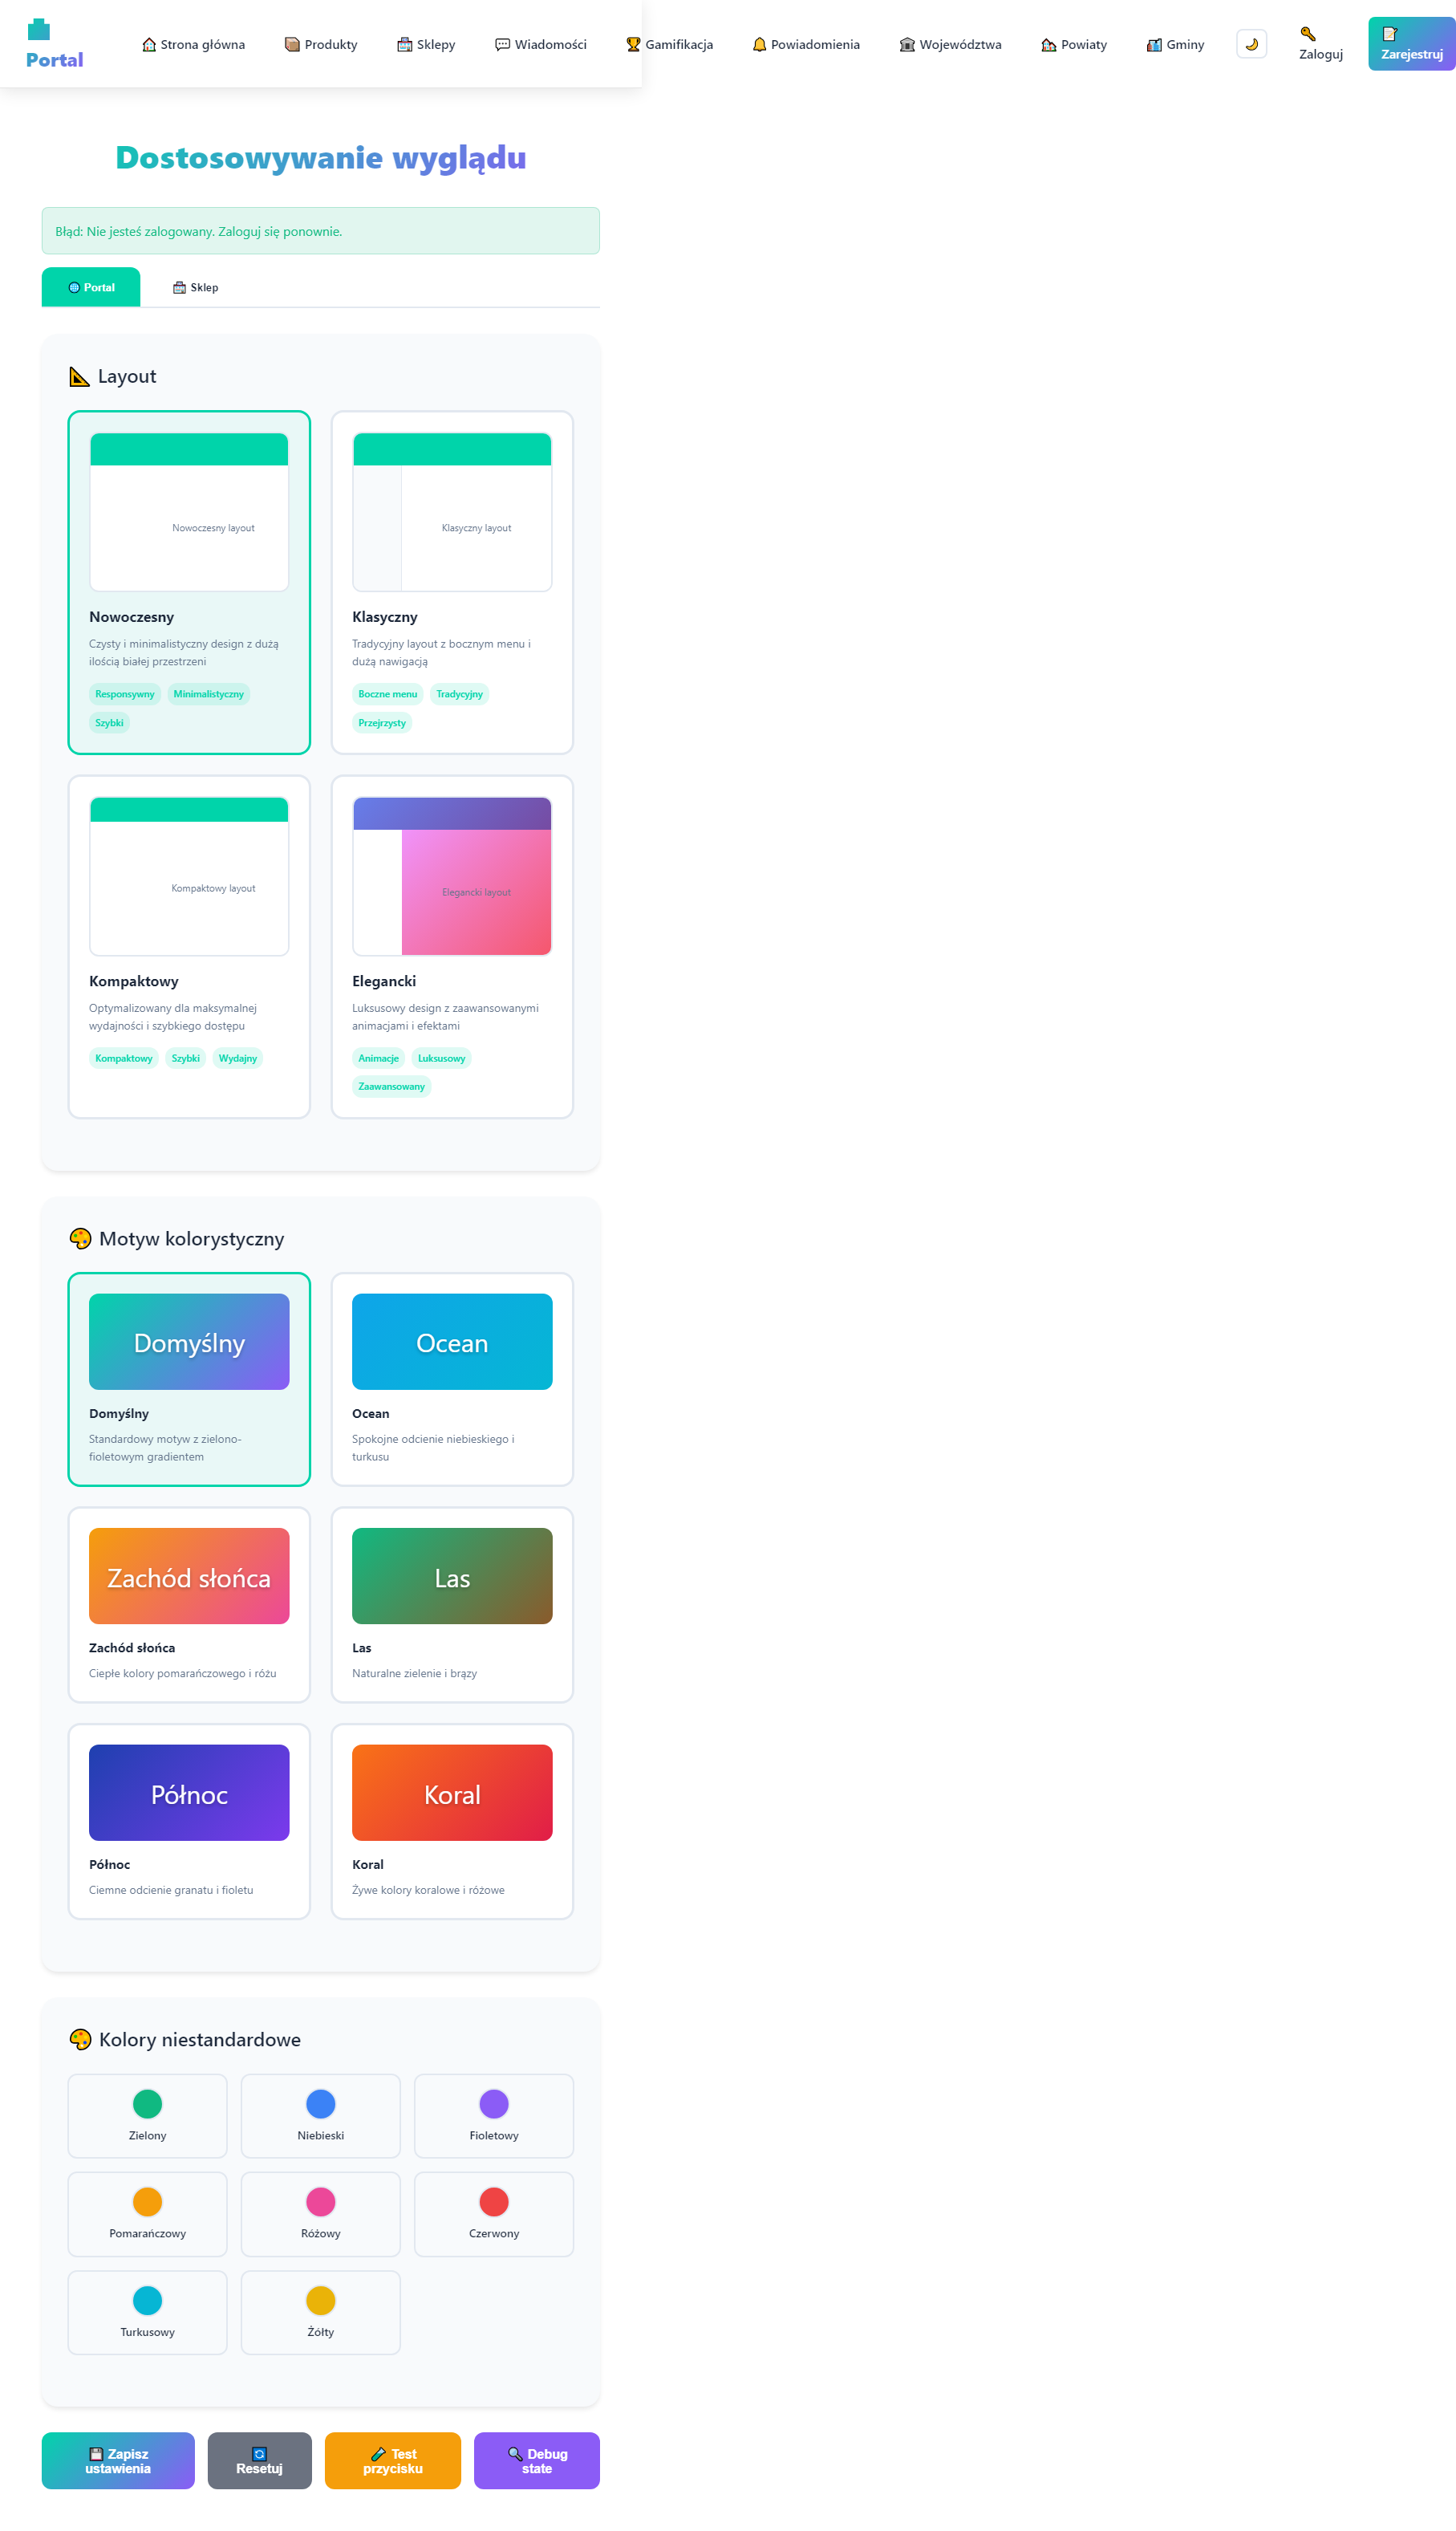 Portal
Strona główna
Produkty
Sklepy
Wiadomości
Gamifikacja
Powiadomienia
Województwa
Powiaty
Gminy
Zaloguj
Zarejestruj
Dostosowywanie wyglądu
Błąd: Nie jesteś zalogowany. Zaloguj się ponownie.
Portal
Sklep
Layout
Nowoczesny layout
Nowoczesny
Czysty i minimalistyczny design z dużą
ilością białej przestrzeni
Responsywny
Minimalistyczny
Szybki
Klasyczny layout
Klasyczny
Tradycyjny layout z bocznym menu i
dużą nawigacją
Boczne menu
Tradycyjny
Przejrzysty
Kompaktowy layout
Kompaktowy
Optymalizowany dla maksymalnej
wydajności i szybkiego dostępu
Kompaktowy
Szybki
Wydajny
Elegancki layout
Elegancki
Luksusowy design z zaawansowanymi
animacjami i efektami
Animacje
Luksusowy
Zaawansowany
Motyw kolorystyczny
Domyślny
Domyślny
Standardowy motyw z zielono-
fioletowym gradientem
Ocean
Ocean
Spokojne odcienie niebieskiego i
turkusu
Zachód słońca
Zachód słońca
Ciepłe kolory pomarańczowego i różu
Las
Las
Naturalne zielenie i brązy
Północ
Północ
Ciemne odcienie granatu i fioletu
Koral
Koral
Żywe kolory koralowe i różowe
Kolory niestandardowe
Zielony
Niebieski
Fioletowy
Pomarańczowy
Różowy
Czerwony
Turkusowy
Żółty
Zapisz
ustawienia
Resetuj
Test
przycisku
Debug
state